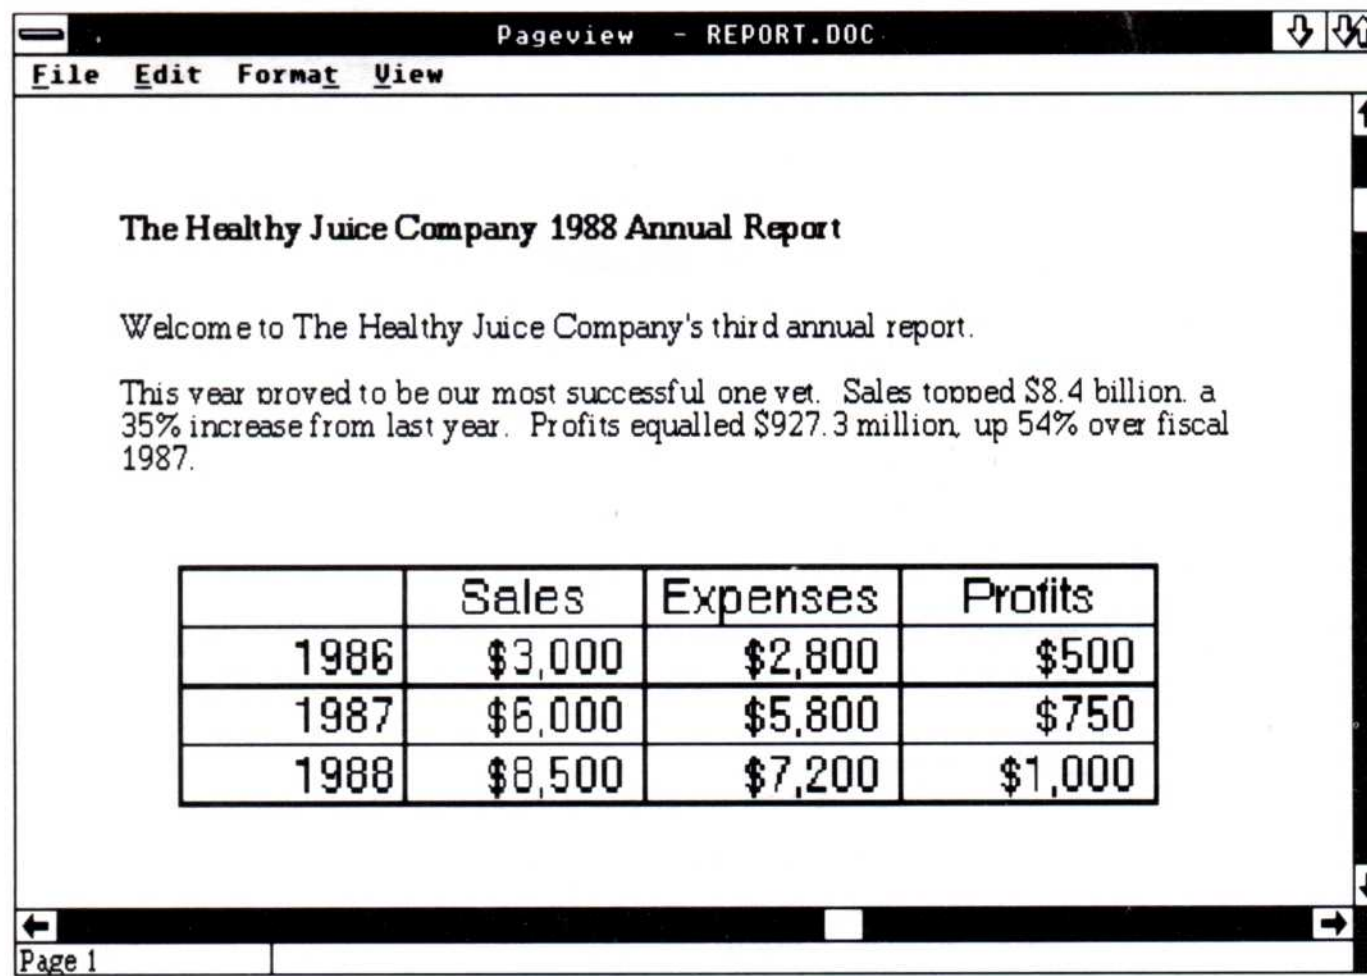 Pageview - REPORT.DOC
File Edit Format View
The Healthy Juice Company 1988 Annual Report
Welcome to The Healthy Juice Company's third annual report.
This year proved to be our most successful one yet. Sales topped $8.4 billion, a
35% increase from last year. Profits equalled $927.3 million, up 54% over fiscal
1987.
Sales Expenses Profits
1986 $3,000 $2,800 $500
1987 $6,000 $5,800 $750
1988 $8,500 $7,200 $1,000
Page 1